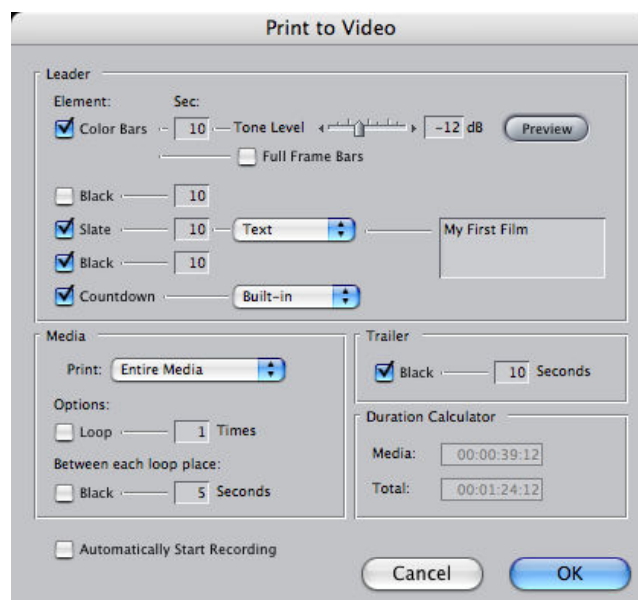 Print to Video
Leader
Element: Sec:
Color Bars 10 Tone Level -12 dB Preview
Full Frame Bars
Black 10
Slate 10 Text My First Film
Black 10
Countdown Built-in
Media
Print: Entire Media
Options:
Loop 1 Times
Between each loop place:
Black 5 Seconds
Trailer
Black 10 Seconds
Duration Calculator
Media: 00:00:39:12
Total: 00:01:24:12
Automatically Start Recording
Cancel OK